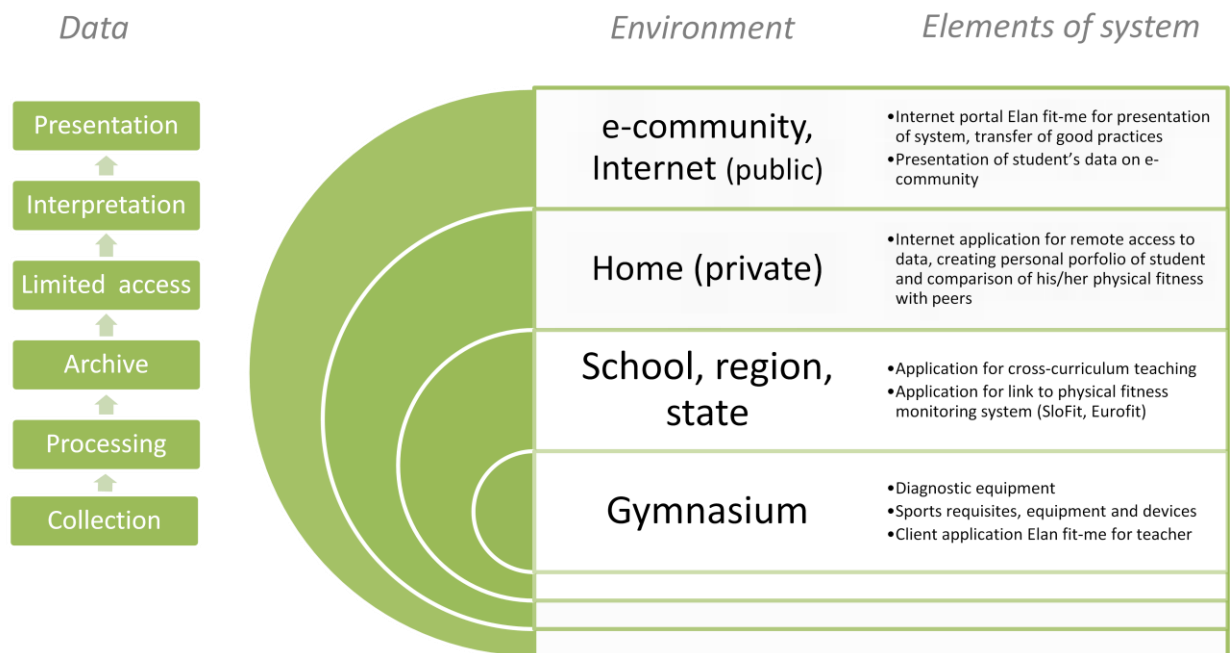 Data
Environment
Elements of system
Presentation
Interpretation
Limited access
Archive
Processing
Collection
e-community,
Internet (public)
•Internet portal Elan fit-me for presentation
of system, transfer of good practices
•Presentation of student's data on e-
community
Home (private)
•Internet application for remote access to
data, creating personal porfolio of student
and comparison of his/her physical fitness
with peers
School, region,
state
•Application for cross-curriculum teaching
•Application for link to physical fitness
monitoring system (SloFit, Eurofit)
Gymnasium
•Diagnostic equipment
•Sports requisites, equipment and devices
•Client application Elan fit-me for teacher